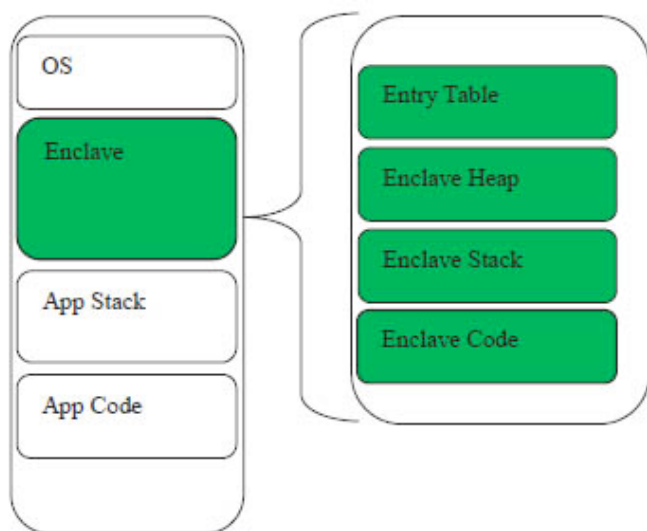 OS
Enclave
App Stack
App Code
Entry Table
Enclave Heap
Enclave Stack
Enclave Code